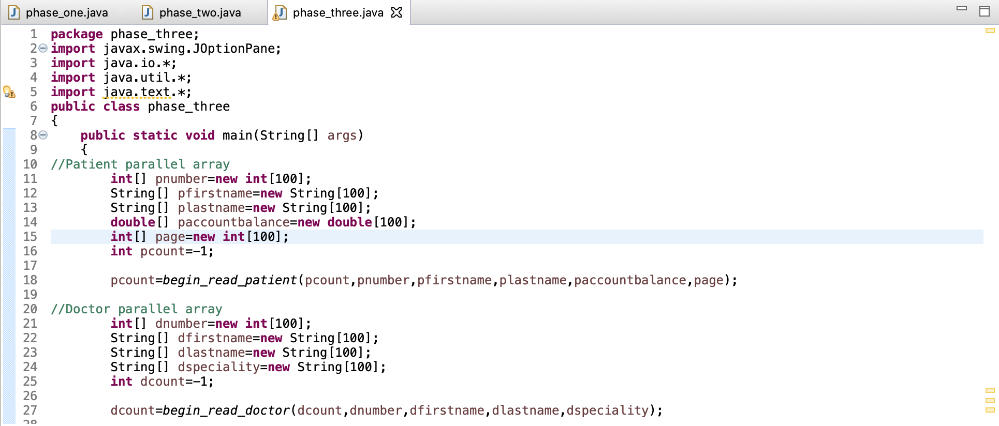 phase_one.java phase_two.java phase_three.java
1 package phase_three;
2 import javax.swing.JOptionPane;
3 import java.io.*;
4 import java.util.*;
5 import java.text.*;
6 public class phase_three
7 {
8     public static void main(String[] args)
9     {
10 //Patient parallel array
11         int[] pnumber=new int[100];
12         String[] pfirstname=new String[100];
13         String[] plastname=new String[100];
14         double[] paccountbalance=new double[100];
15         int[] page=new int[100];
16         int pcount=-1;
17
18         pcount=begin_read_patient(pcount,pnumber,pfirstname,plastname,paccountbalance,page);
19
20 //Doctor parallel array
21         int[] dnumber=new int[100];
22         String[] dfirstname=new String[100];
23         String[] dlastname=new String[100];
24         String[] dspeciality=new String[100];
25         int dcount=-1;
26
27         dcount=begin_read_doctor(dcount,dnumber,dfirstname,dlastname,dspeciality);
28